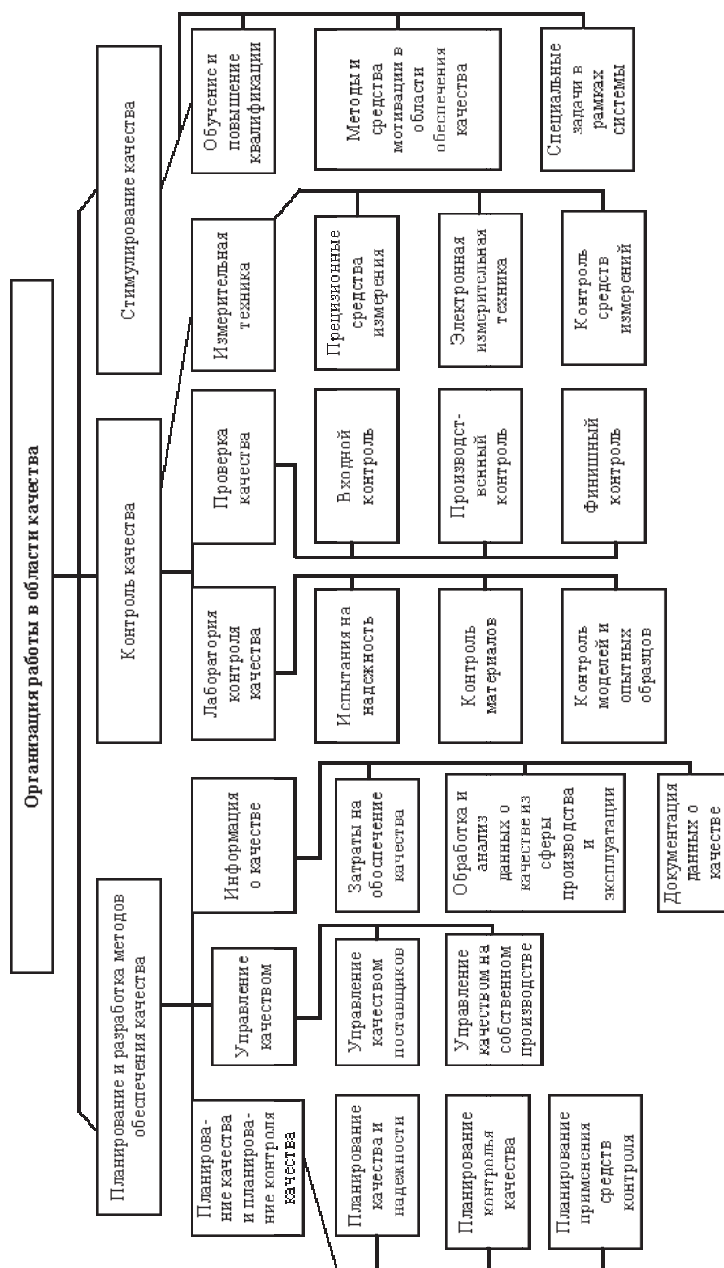 Организация работы в области качества
Планирование и разработка методов
обеспечения качества
Контроль качества
Стимулирование качества
Планирова-
ние качества
и планирова-
ние контроля
качества
Управление
качеством
Информация
о качестве
Лаборатория
контроля
качества
Проверка
качества
Измерительная
техника
Обучение и
повышение
квалификации
Планирование
качества и
надежности
Управление
качеством
поставщиков
Затраты на
обоспечение
качества
Испытания на
надежность
Входной
контроль
Прецизионные
средства
измерения
Методы и
средства
мотивации в
области
обеспечения
качества
Планирование
контролья
качества
Управление
качеством на
собственном
производстве
Обработка и
анализ
данных о
качестве из
сферы
производства
и
эксплуатации
Контроль
материалов
Производст-
венный
контроль
Электронная
измерительная
техника
Специальные
задачи в
рамках
системы
Планирование
применения
средств
контроля
Документация
данных о
качестве
Контроль
моделей и
опытных
образцов
Финишный
контроль
Контроль
средств
измерений